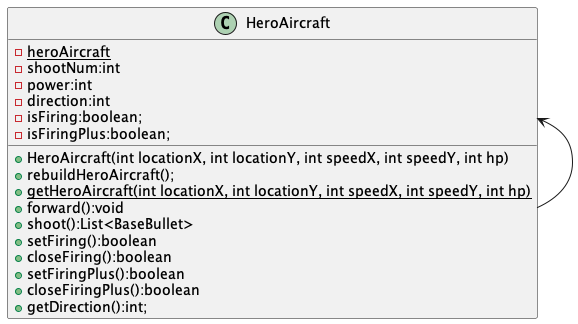 C HeroAircraft
heroAircraft
shootNum:int
power:int
direction:int
isFiring:boolean;
isFiringPlus:boolean;
HeroAircraft(int locationX, int locationY, int speedX, int speedY, int hp)
rebuildHeroAircraft();
getHeroAircraft(int locationX, int locationY, int speedX, int speedY, int hp)
forward():void
shoot():List<BaseBullet>
setFiring():boolean
closeFiring():boolean
setFiringPlus():boolean
closeFiringPlus():boolean
getDirection():int;